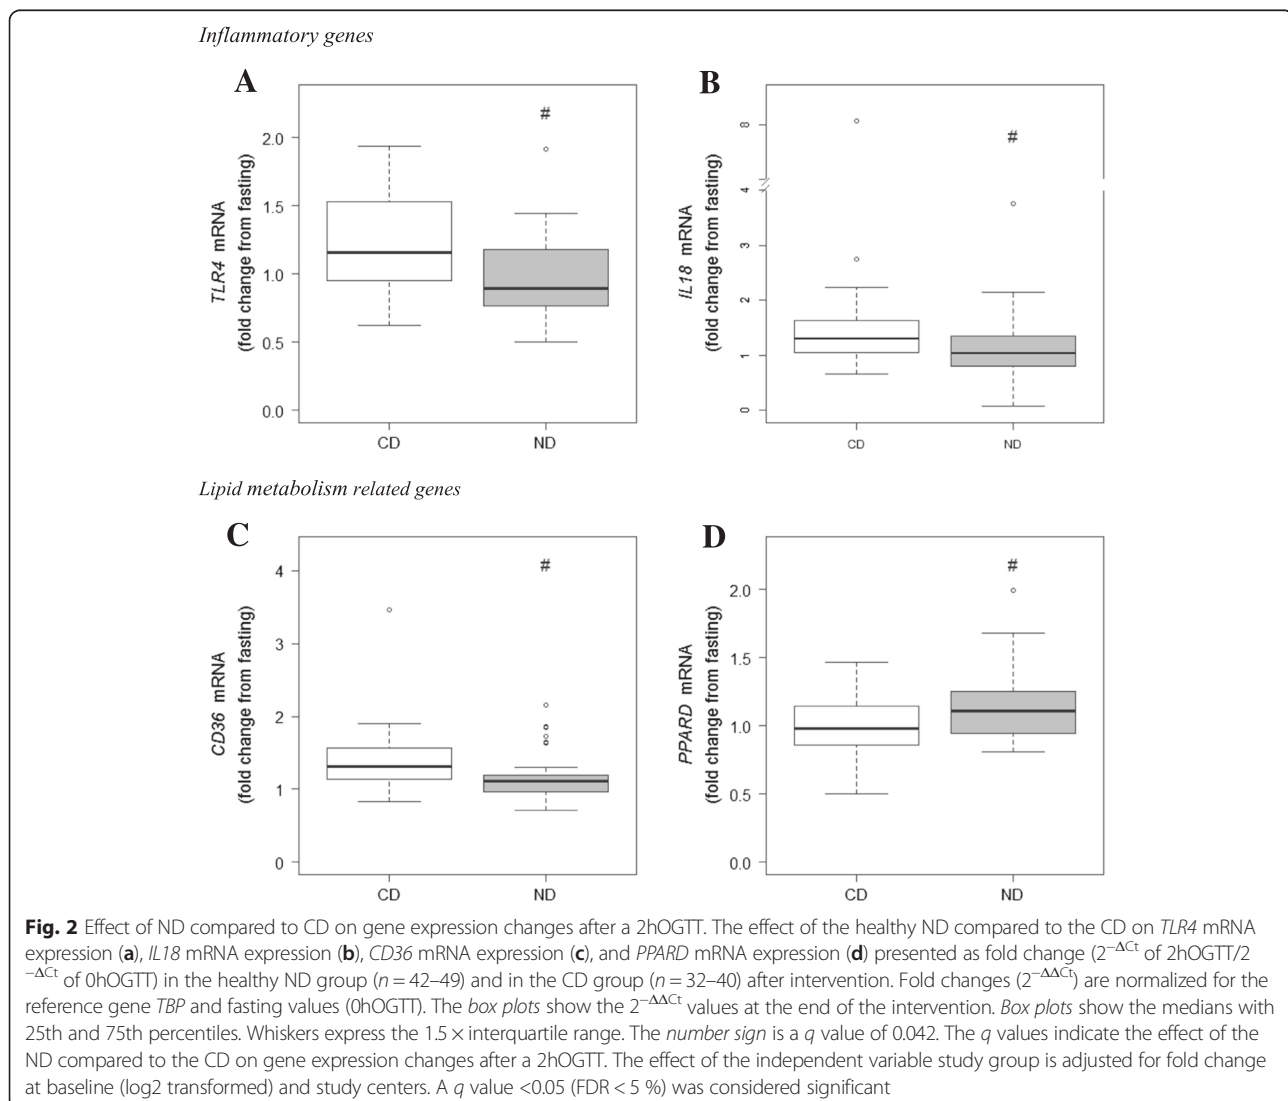 Inflammatory genes
A
B
#
#
TLR4 mRNA
(fold change from fasting)
2.0
1.5
1.0
0.5
0.0
CD
ND
IL18 mRNA
(fold change from fasting)
8
4
3
2
1
0
CD
ND
Lipid metabolism related genes
C
D
#
#
CD36 mRNA
(fold change from fasting)
4
3
2
1
0
CD
ND
PPARD mRNA
(fold change from fasting)
2.0
1.5
1.0
0.5
0.0
CD
ND
Fig. 2 Effect of ND compared to CD on gene expression changes after a 2hOGTT. The effect of the healthy ND compared to the CD on TLR4 mRNA
expression (a), IL18 mRNA expression (b), CD36 mRNA expression (c), and PPARD mRNA expression (d) presented as fold change (2−ΔCt of 2hOGTT/2
−ΔCt of 0hOGTT) in the healthy ND group (n = 42–49) and in the CD group (n = 32–40) after intervention. Fold changes (2−ΔΔCt) are normalized for the
reference gene TBP and fasting values (0hOGTT). The box plots show the 2−ΔΔCt values at the end of the intervention. Box plots show the medians with
25th and 75th percentiles. Whiskers express the 1.5 × interquartile range. The number sign is a q value of 0.042. The q values indicate the effect of the
ND compared to the CD on gene expression changes after a 2hOGTT. The effect of the independent variable study group is adjusted for fold change
at baseline (log2 transformed) and study centers. A q value <0.05 (FDR < 5 %) was considered significant